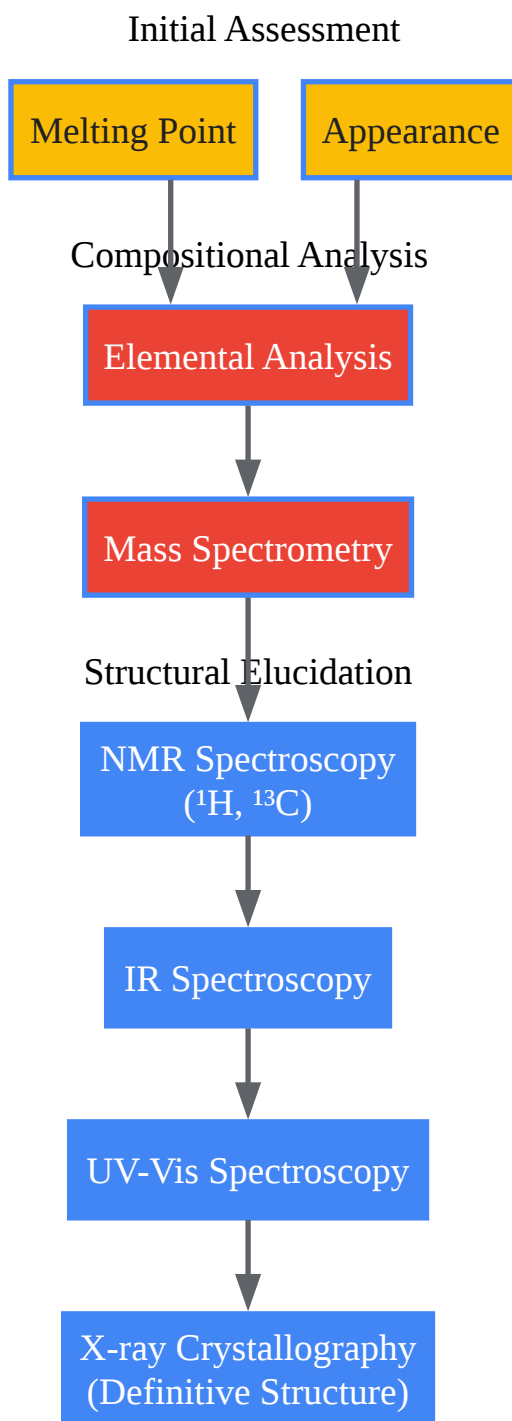 Initial Assessment
Melting Point
Appearance
Compositional Analysis
Elemental Analysis
Mass Spectrometry
Structural Elucidation
NMR Spectroscopy
(¹H, ¹³C)
IR Spectroscopy
UV-Vis Spectroscopy
X-ray Crystallography
(Definitive Structure)